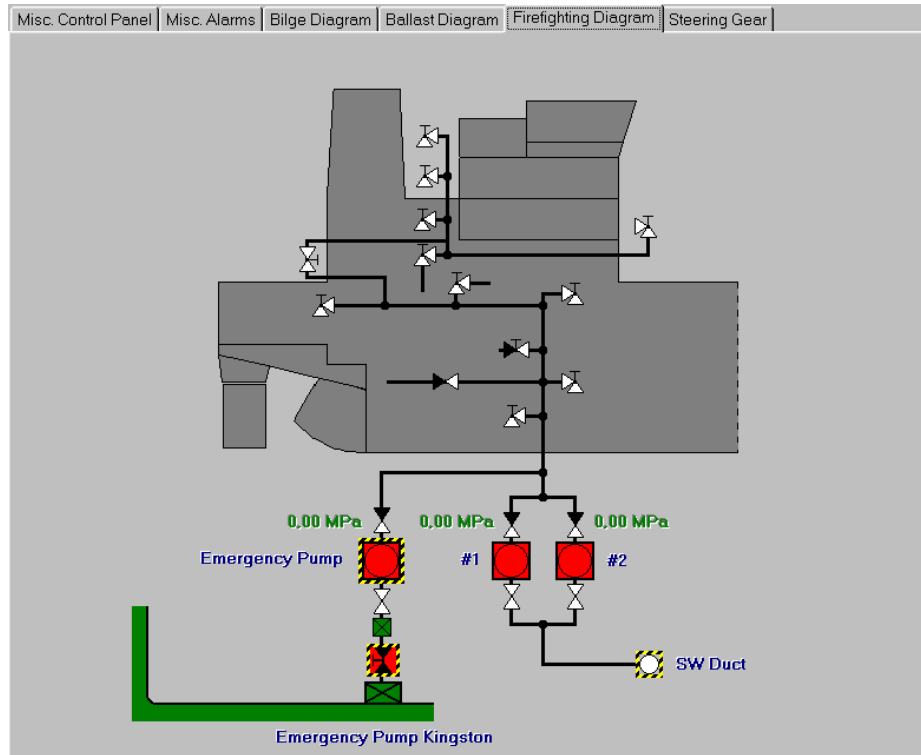 Misc. Control Panel Misc. Alarms Bilge Diagram Ballast Diagram Firefighting Diagram Steering Gear
0,00 MPa 0,00 MPa 0,00 MPa
Emergency Pump #1 #2
SW Duct
Emergency Pump Kingston